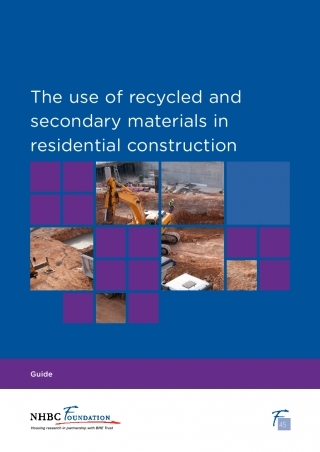 The use of recycled and
secondary materials in
residential construction
Guide
NHBC Foundation
Housing research in partnership with BRE Trust
F 45